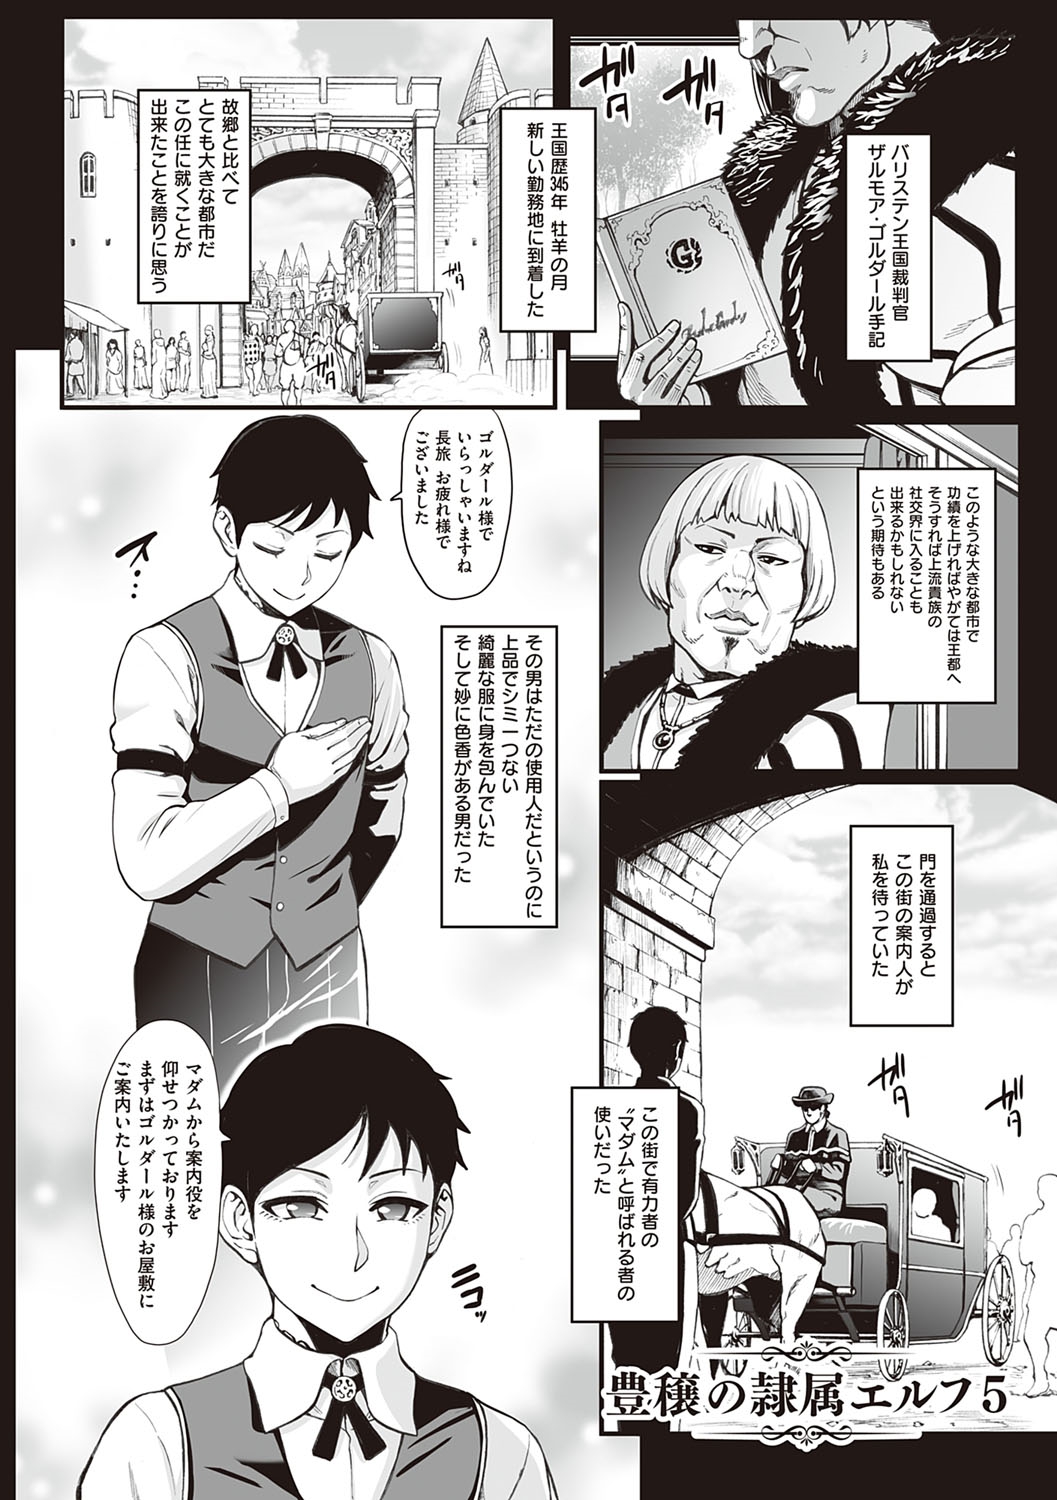 バリステン王国裁判官
ザルモア・ゴルダール手記
ガタ
ガタ
G
王国歴345年 牡羊の月
新しい勤務地に到着した
故郷と比べて
とても大きな都市だ
この任に就くことが
出来たことを誇りに思う
ガタ
このような大きな都市で
功績を上げればやがては王都へ
そうすれば上流貴族の
社交界に入ることも
出来るかもしれない
という期待もある
門を通過すると
この街の案内人が
私を待っていた
この街で有力者の
〝マダム〟と呼ばれる者の
使いだった
ガタ
ガタ
ゴルダール様で
いらっしゃいますね
長旅 お疲れ様で
ございました
ス…
その男はただの使用人だというのに
上品でシミ一つない
綺麗な服に身を包んでいた
そして妙に色香がある男だった
マダムから案内役を
仰せつかっております
まずはゴルダール様のお屋敷に
ご案内いたします
ニコッ
豊穣の隷属エルフ5